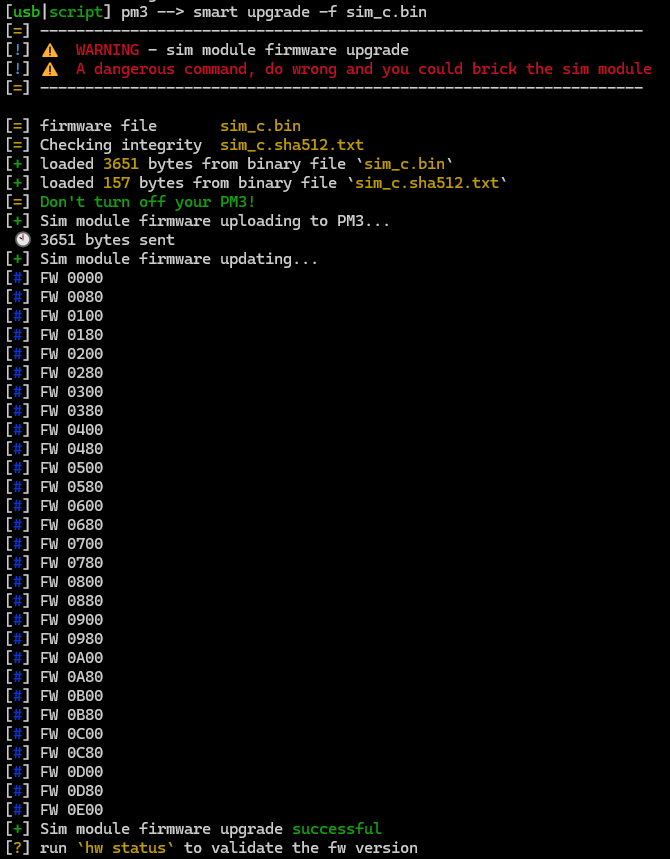 [usb|script] pm3 --> smart upgrade -f sim_c.bin
[=] -------------------------------------------------------------------
[!] ⚠ WARNING - sim module firmware upgrade
[!] ⚠ A dangerous command, do wrong and you could brick the sim module
[=] -------------------------------------------------------------------
[=] firmware file       sim_c.bin
[=] Checking integrity  sim_c.sha512.txt
[+] loaded 3651 bytes from binary file `sim_c.bin`
[+] loaded 157 bytes from binary file `sim_c.sha512.txt`
[=] Don't turn off your PM3!
[+] Sim module firmware uploading to PM3...
🕙 3651 bytes sent
[+] Sim module firmware updating...
[#] FW 0000
[#] FW 0080
[#] FW 0100
[#] FW 0180
[#] FW 0200
[#] FW 0280
[#] FW 0300
[#] FW 0380
[#] FW 0400
[#] FW 0480
[#] FW 0500
[#] FW 0580
[#] FW 0600
[#] FW 0680
[#] FW 0700
[#] FW 0780
[#] FW 0800
[#] FW 0880
[#] FW 0900
[#] FW 0980
[#] FW 0A00
[#] FW 0A80
[#] FW 0B00
[#] FW 0B80
[#] FW 0C00
[#] FW 0C80
[#] FW 0D00
[#] FW 0D80
[#] FW 0E00
[+] Sim module firmware upgrade successful
[?] run `hw status` to validate the fw version